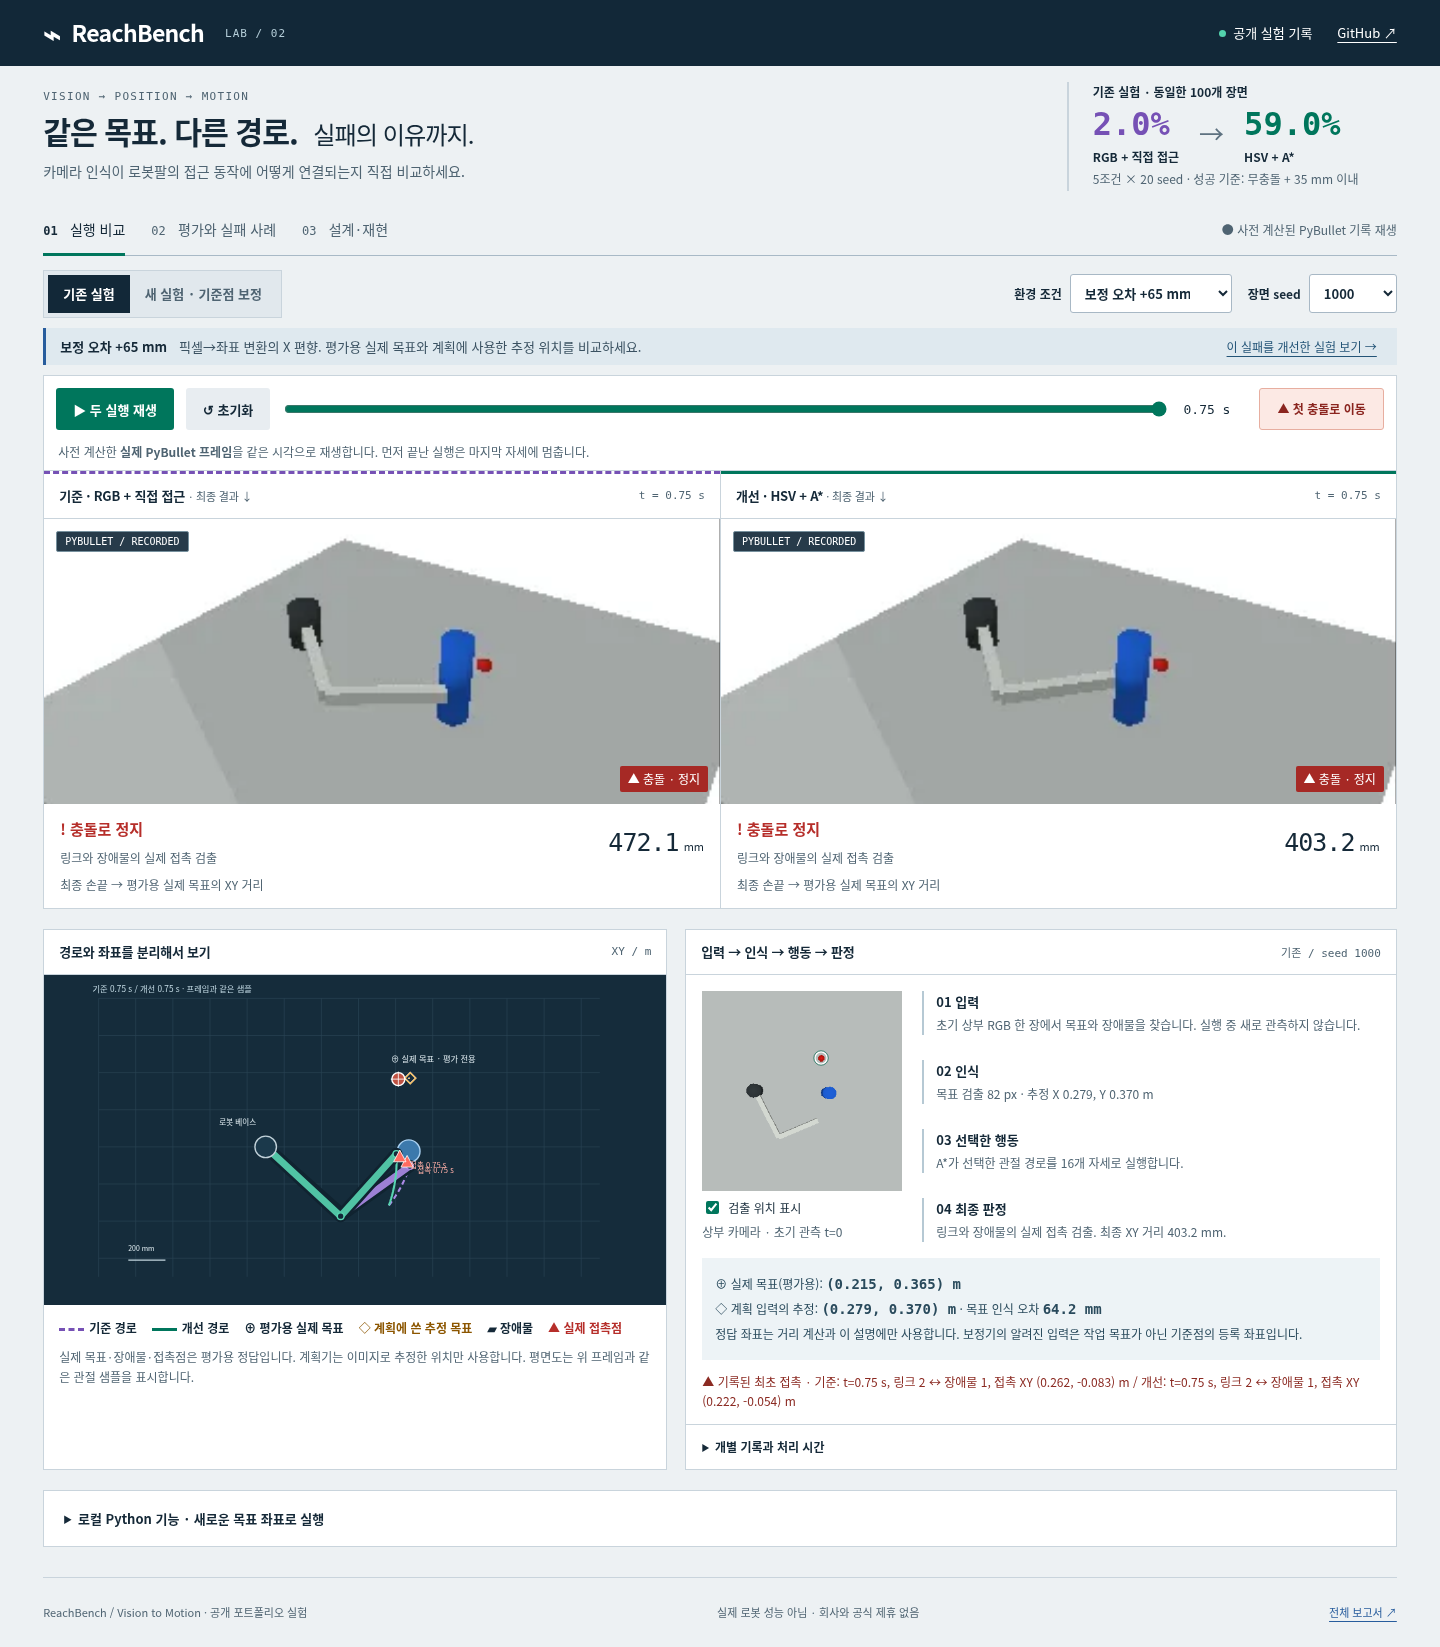 ReachBench LAB / 02
공개 실험 기록 GitHub ↗
VISION → POSITION → MOTION
같은 목표. 다른 경로. 실패의 이유까지.
카메라 인식이 로봇팔의 접근 동작에 어떻게 연결되는지 직접 비교하세요.
기존 실험 · 동일한 100개 장면
2.0% → 59.0%
RGB + 직접 접근 HSV + A*
5조건 × 20 seed · 성공 기준: 무충돌 + 35 mm 이내
01 실행 비교 02 평가와 실패 사례 03 설계·재현
● 사전 계산된 PyBullet 기록 재생
기존 실험 새 실험 · 기준점 보정
환경 조건 보정 오차 +65 mm 장면 seed 1000
보정 오차 +65 mm 픽셀→좌표 변환의 X 편향. 평가용 실제 목표와 계획에 사용한 추정 위치를 비교하세요.
이 실패를 개선한 실험 보기 →
▶ 두 실행 재생 ↺ 초기화 0.75 s ▲ 첫 충돌로 이동
사전 계산한 실제 PyBullet 프레임을 같은 시각으로 재생합니다. 먼저 끝난 실행은 마지막 자세에 멈춥니다.
기준 · RGB + 직접 접근 · 최종 결과 ↓ t = 0.75 s
PYBULLET / RECORDED
▲ 충돌 · 정지
! 충돌로 정지
링크와 장애물의 실제 접촉 검출
472.1 mm
최종 손끝 → 평가용 실제 목표의 XY 거리
개선 · HSV + A* · 최종 결과 ↓ t = 0.75 s
PYBULLET / RECORDED
▲ 충돌 · 정지
! 충돌로 정지
링크와 장애물의 실제 접촉 검출
403.2 mm
최종 손끝 → 평가용 실제 목표의 XY 거리
경로와 좌표를 분리해서 보기 XY / m
기준 0.75 s / 개선 0.75 s · 프레임과 같은 샘플
⊕ 실제 목표 · 평가 전용
로봇 베이스
접촉 0.75 s
200 mm
기준 경로 개선 경로 ⊕ 평가용 실제 목표 ◇ 계획에 쓴 추정 목표 ▰ 장애물 ▲ 실제 접촉점
실제 목표·장애물·접촉점은 평가용 정답입니다. 계획기는 이미지로 추정한 위치만 사용합니다. 평면도는 위 프레임과 같
은 관절 샘플을 표시합니다.
입력 → 인식 → 행동 → 판정 기존 / seed 1000
검출 위치 표시
상부 카메라 · 초기 관측 t=0
01 입력
초기 상부 RGB 한 장에서 목표와 장애물을 찾습니다. 실행 중 새로 관측하지 않습니다.
02 인식
목표 검출 82 px · 추정 X 0.279, Y 0.370 m
03 선택한 행동
A*가 선택한 관절 경로를 16개 자세로 실행합니다.
04 최종 판정
링크와 장애물의 실제 접촉 검출. 최종 XY 거리 403.2 mm.
⊕ 실제 목표(평가용): (0.215, 0.365) m
◇ 계획 입력의 추정: (0.279, 0.370) m · 목표 인식 오차 64.2 mm
정답 좌표는 거리 계산과 이 설명에만 사용합니다. 보정기의 알려진 입력은 작업 목표가 아닌 기준점의 등록 좌표입니다.
▲ 기록된 최초 접촉 · 기준: t=0.75 s, 링크 2 ↔ 장애물 1, 접촉 XY (0.262, -0.083) m / 개선: t=0.75 s, 링크 2 ↔ 장애물 1, 접촉 XY
(0.222, -0.054) m
▶ 개별 기록과 처리 시간
▶ 로컬 Python 기능 · 새로운 목표 좌표로 실행
ReachBench / Vision to Motion · 공개 포트폴리오 실험
실제 로봇 성능 아님 · 회사와 공식 제휴 없음
전체 보고서 ↗